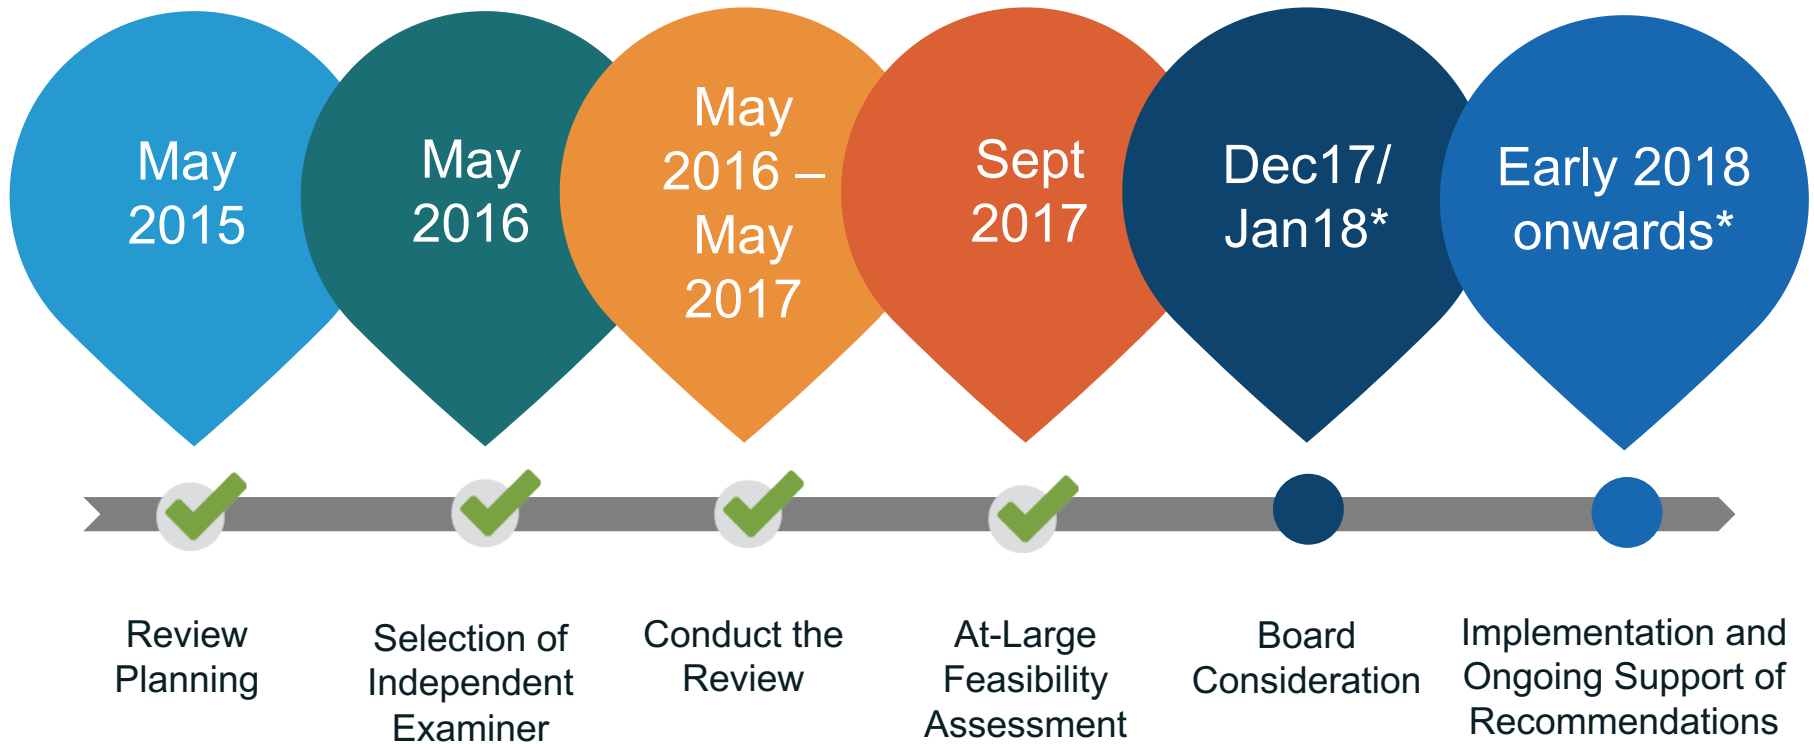 May
2015
May
2016
May
2016 –
May
2017
Sept
2017
Dec17/
Jan18*
Early 2018
onwards*
Review
Planning
Selection of
Independent
Examiner
Conduct the
Review
At-Large
Feasibility
Assessment
Board
Consideration
Implementation and
Ongoing Support of
Recommendations